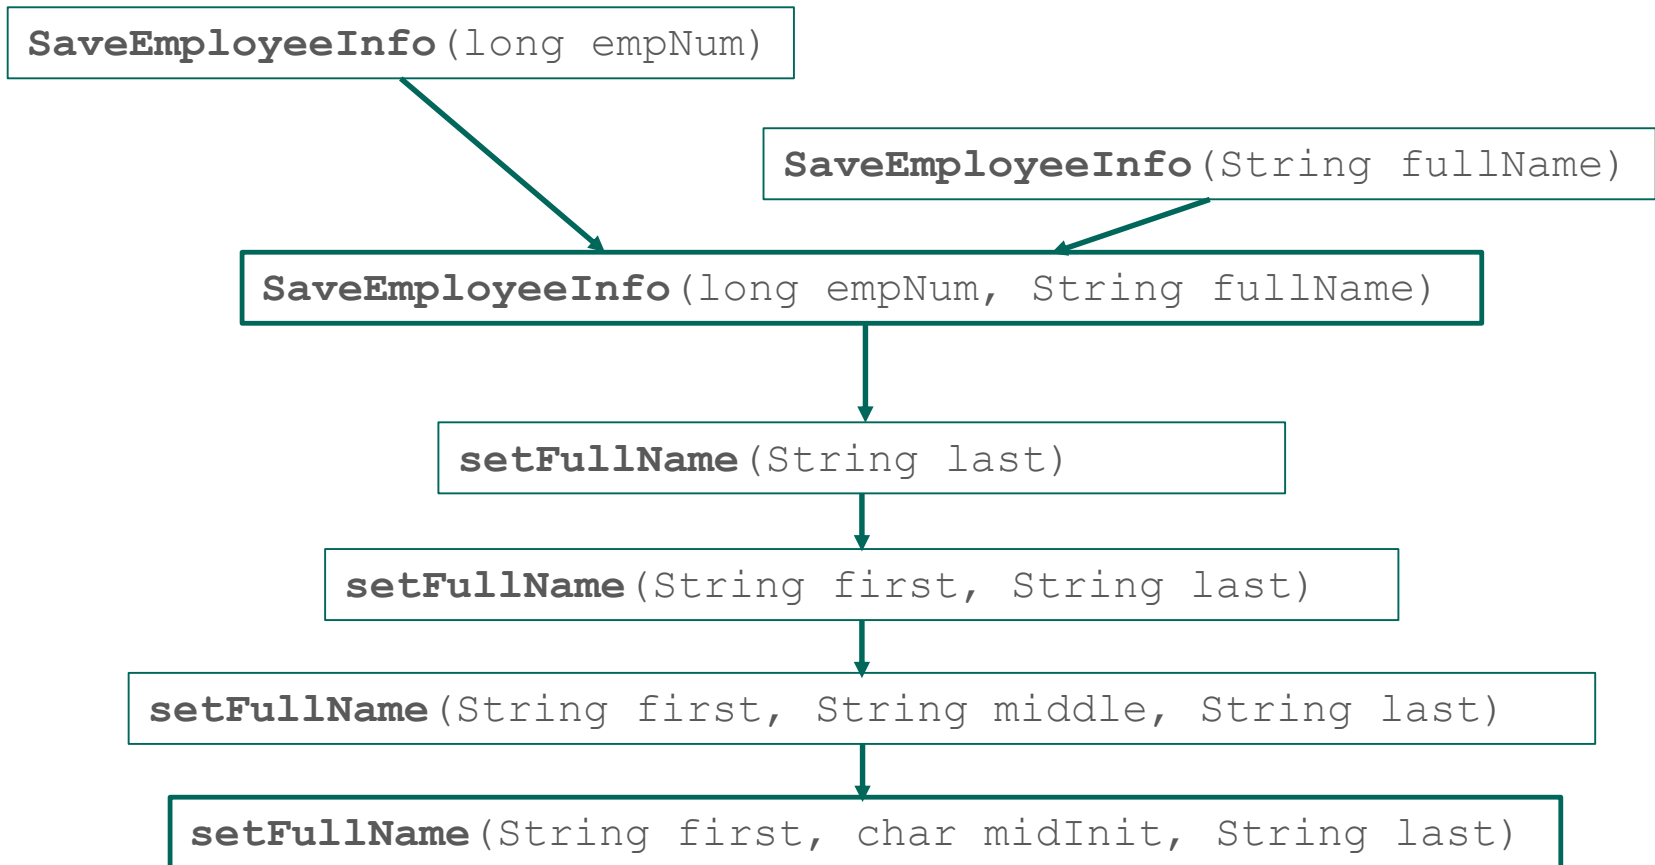 SaveEmployeeInfo(long empNum)
SaveEmployeeInfo(String fullName)
SaveEmployeeInfo(long empNum, String fullName)
setFullName(String last)
setFullName(String first, String last)
setFullName(String first, String middle, String last)
setFullName(String first, char midInit, String last)